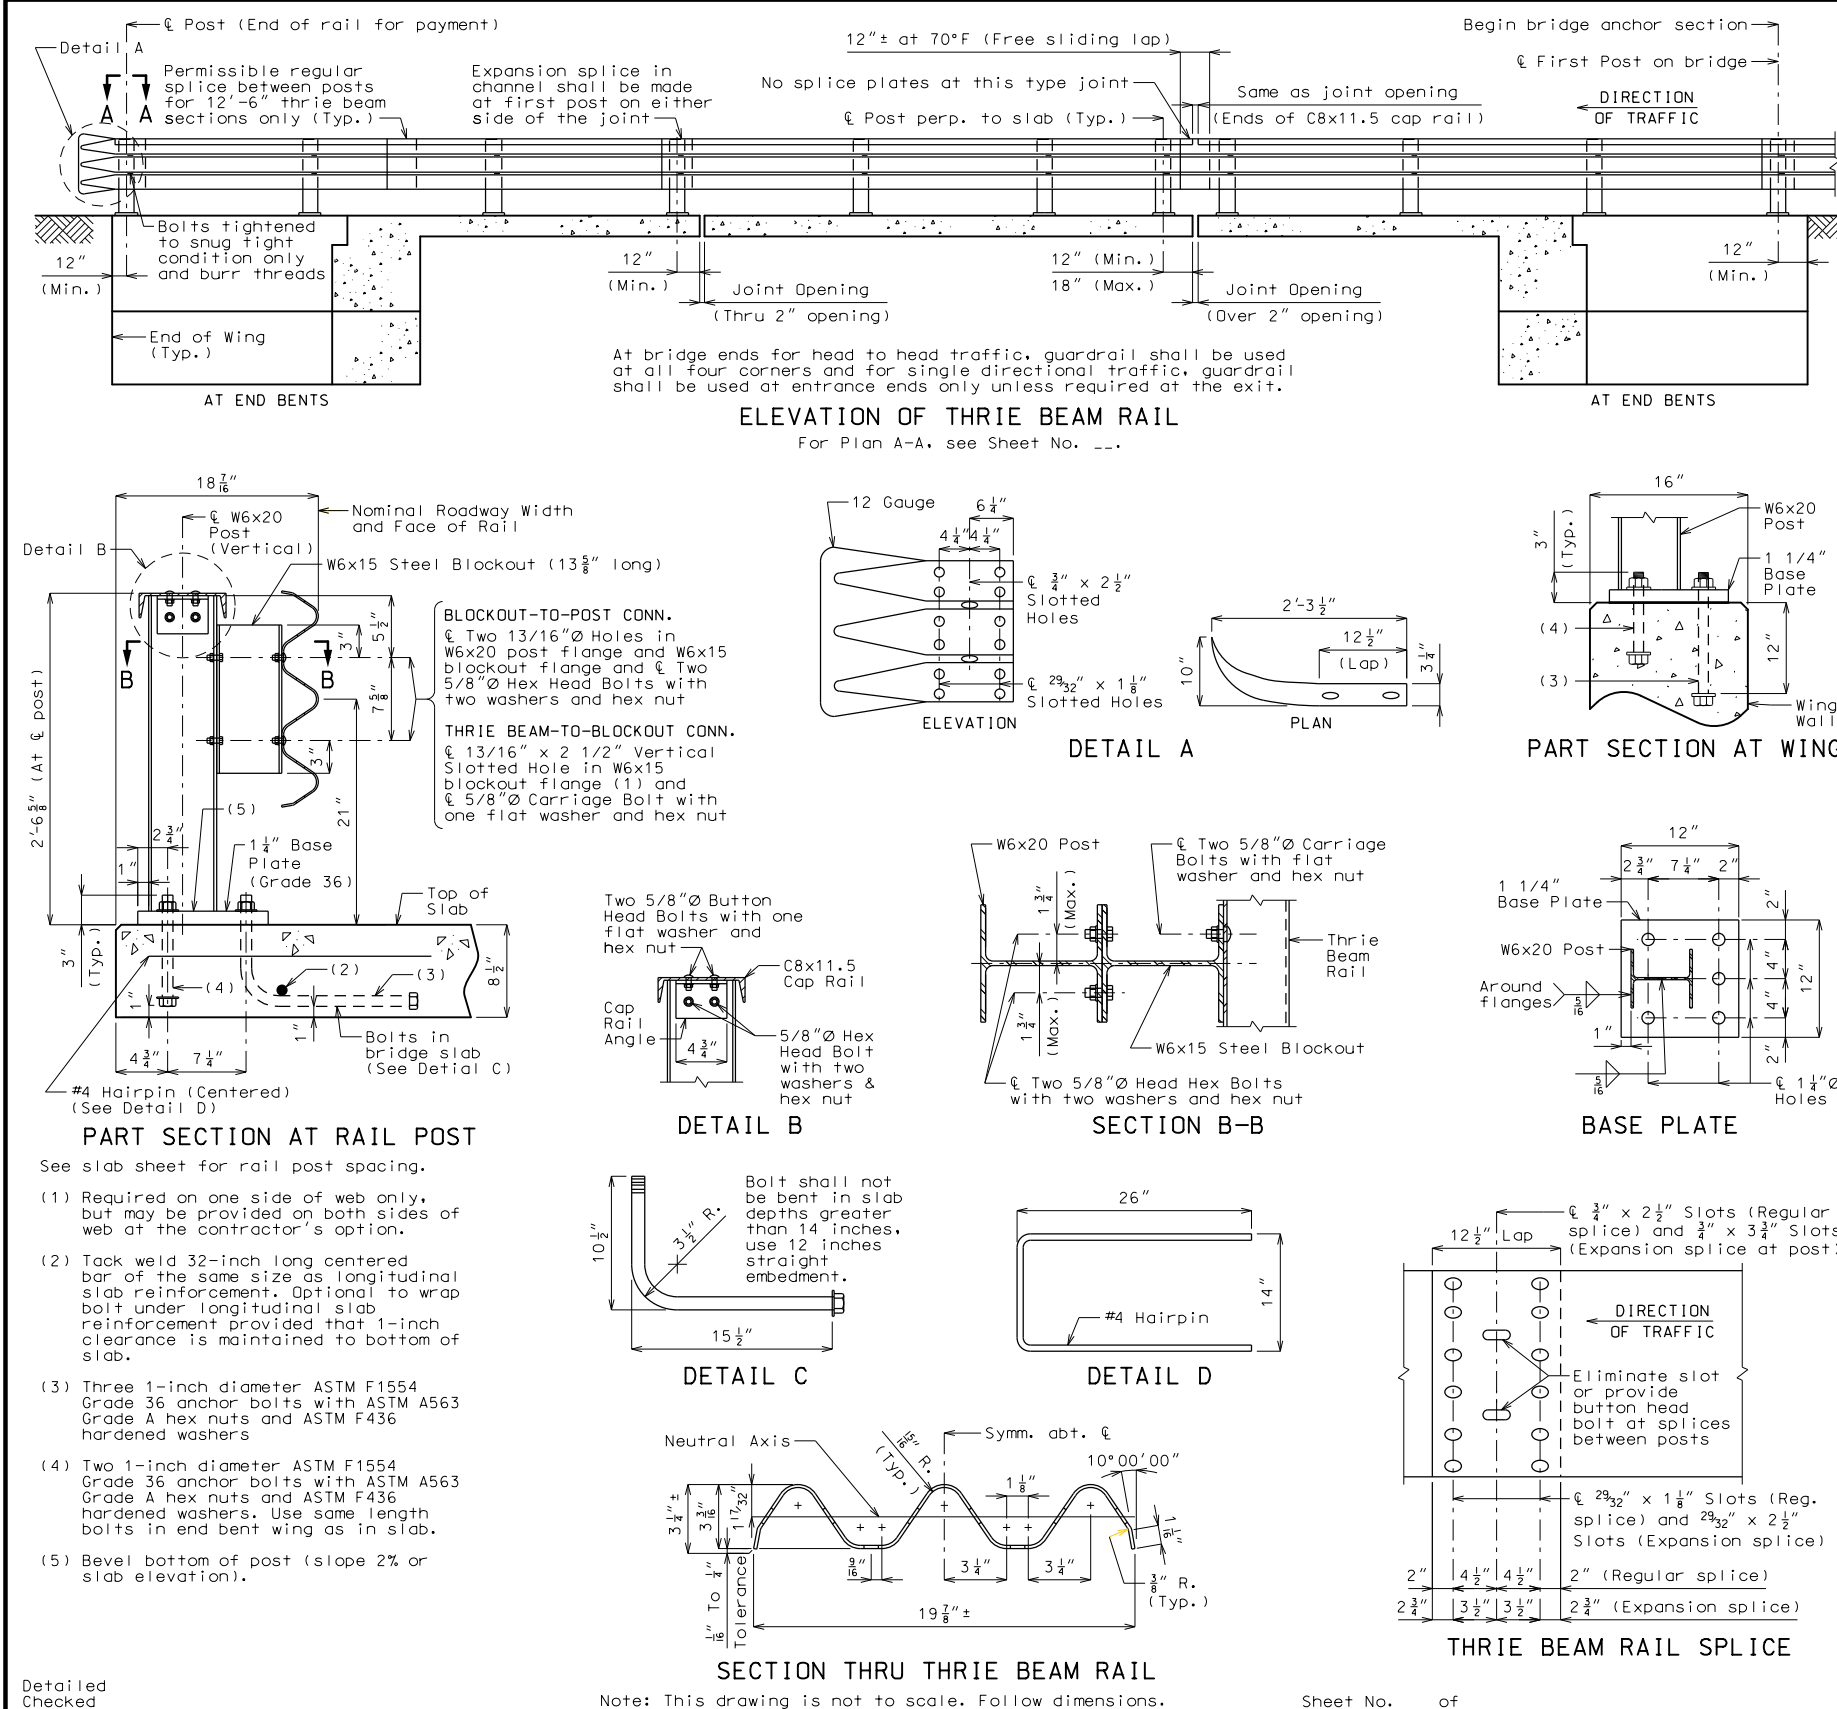 ℄ Post (End of rail for payment)
Detail A
A A
Permissible regular
splice between posts
for 12'-6" thrie beam
sections only (Typ.)
Expansion splice in
channel shall be made
at first post on either
side of the joint
12"± at 70°F (Free sliding lap)
No splice plates at this type joint
℄ Post perp. to slab (Typ.)
Same as joint opening
(Ends of C8x11.5 cap rail)
Begin bridge anchor section
℄ First Post on bridge
DIRECTION
OF TRAFFIC
Bolts tightened
to snug tight
condition only
and burr threads
12"
(Min.)
End of Wing
(Typ.)
12"
(Min.)
Joint Opening
(Thru 2" opening)
12" (Min.)
18" (Max.)
Joint Opening
(Over 2" opening)
12"
(Min.)
At bridge ends for head to head traffic, guardrail shall be used
at all four corners and for single directional traffic, guardrail
shall be used at entrance ends only unless required at the exit.
AT END BENTS
AT END BENTS
ELEVATION OF THRIE BEAM RAIL
For Plan A-A, see Sheet No. __.
18 7/16"
℄ W6x20
Post
(Vertical)
Nominal Roadway Width
and Face of Rail
Detail B
W6x15 Steel Blockout (13 5/8" long)
B B
5 1/2"
3"
7 5/8"
3"
21"
2'-6 5/8" (At ℄ post)
BLOCKOUT-TO-POST CONN.
℄ Two 13/16"Ø Holes in
W6x20 post flange and W6x15
blockout flange and ℄ Two
5/8"Ø Hex Head Bolts with
two washers and hex nut
THRIE BEAM-TO-BLOCKOUT CONN.
℄ 13/16" x 2 1/2" Vertical
Slotted Hole in W6x15
blockout flange (1) and
℄ 5/8"Ø Carriage Bolt with
one flat washer and hex nut
(5)
2 3/4"
1"
1 1/4" Base
Plate
(Grade 36)
Top of
Slab
3"
(Typ.)
(2)
(3)
(4)
1"
1"
8 1/2"
4 3/4"
7 1/4"
Bolts in
bridge slab
(See Detial C)
#4 Hairpin (Centered)
(See Detail D)
PART SECTION AT RAIL POST
12 Gauge
6 1/4"
4 1/4" 4 1/4"
℄ 3/4" x 2 1/2"
Slotted
Holes
℄ 29/32" x 1 1/8"
Slotted Holes
ELEVATION
2'-3 1/2"
12 1/2"
(Lap)
10"
3 1/4"
PLAN
DETAIL A
16"
W6x20
Post
3"
(Typ.)
1 1/4"
Base
Plate
(4)
(3)
12"
Wing
Wall
PART SECTION AT WING
Two 5/8"Ø Button
Head Bolts with one
flat washer and
hex nut
C8x11.5
Cap Rail
Cap
Rail
Angle
4 3/4"
5/8"Ø Hex
Head Bolt
with two
washers &
hex nut
DETAIL B
W6x20 Post
℄ Two 5/8"Ø Carriage
Bolts with flat
washer and hex nut
1 3/4"
(Max.)
1 3/4"
(Max.)
Thrie
Beam
Rail
W6x15 Steel Blockout
℄ Two 5/8"Ø Head Hex Bolts
with two washers and hex nut
SECTION B-B
12"
2 3/4" 7 1/4" 2"
1 1/4"
Base Plate
W6x20 Post
Around
flanges
5/16
1"
5/16
2"
4"
4"
2"
12"
℄ 1 1/4"Ø
Holes
BASE PLATE
See slab sheet for rail post spacing.
(1) Required on one side of web only,
but may be provided on both sides of
web at the contractor's option.
(2) Tack weld 32-inch long centered
bar of the same size as longitudinal
slab reinforcement. Optional to wrap
bolt under longitudinal slab
reinforcement provided that 1-inch
clearance is maintained to bottom of
slab.
(3) Three 1-inch diameter ASTM F1554
Grade 36 anchor bolts with ASTM A563
Grade A hex nuts and ASTM F436
hardened washers
(4) Two 1-inch diameter ASTM F1554
Grade 36 anchor bolts with ASTM A563
Grade A hex nuts and ASTM F436
hardened washers. Use same length
bolts in end bent wing as in slab.
(5) Bevel bottom of post (slope 2% or
slab elevation).
10 1/2"
3 1/2" R.
15 1/2"
Bolt shall not
be bent in slab
depths greater
than 14 inches,
use 12 inches
straight
embedment.
DETAIL C
26"
14"
#4 Hairpin
DETAIL D
℄ 3/4" x 2 1/2" Slots (Regular
splice) and 3/4" x 3 3/4" Slots
(Expansion splice at post)
12 1/2" Lap
DIRECTION
OF TRAFFIC
Eliminate slot
or provide
button head
bolt at splices
between posts
℄ 29/32" x 1 1/8" Slots (Reg.
splice) and 29/32" x 2 1/2"
Slots (Expansion splice)
2" 4 1/2" 4 1/2" 2" (Regular splice)
2 3/4" 3 1/2" 3 1/2" 2 3/4" (Expansion splice)
THRIE BEAM RAIL SPLICE
Neutral Axis
15/16" R.
(Typ.)
Symm. abt. ℄
10°00'00"
1 1/8"
3 1/4" ±
3 3/16"
1 17/32"
1 1/16"
9/16"
3 1/4"
3 1/4"
3/8" R.
(Typ.)
1/16" To 1/4"
Tolerance
19 7/8"±
SECTION THRU THRIE BEAM RAIL
Detailed
Checked
Note: This drawing is not to scale. Follow dimensions.
Sheet No. of